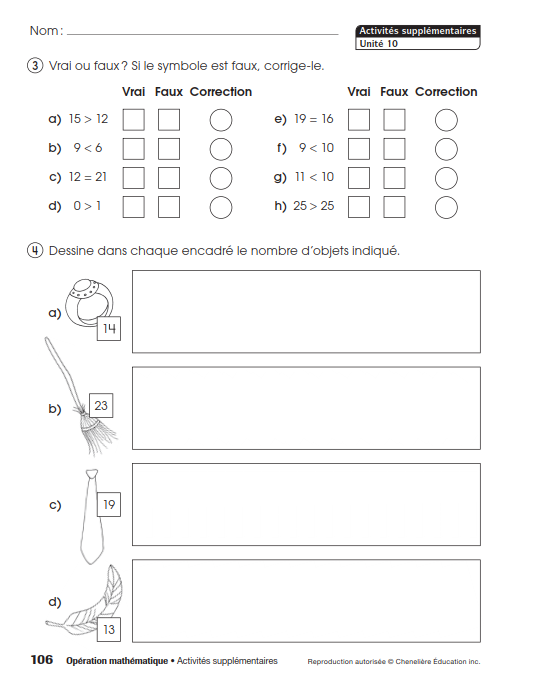 Nom :
Activités supplémentaires
Unité 10
3 Vrai ou faux ? Si le symbole est faux, corrige-le.
Vrai Faux Correction Vrai Faux Correction
a) 15 > 12 e) 19 = 16
b) 9 < 6 f) 9 < 10
c) 12 = 21 g) 11 < 10
d) 0 > 1 h) 25 > 25
4 Dessine dans chaque encadré le nombre d'objets indiqué.
a) 14
b) 23
c) 19
d) 13
106 Opération mathématique • Activités supplémentaires Reproduction autorisée © Chenelière Éducation inc.